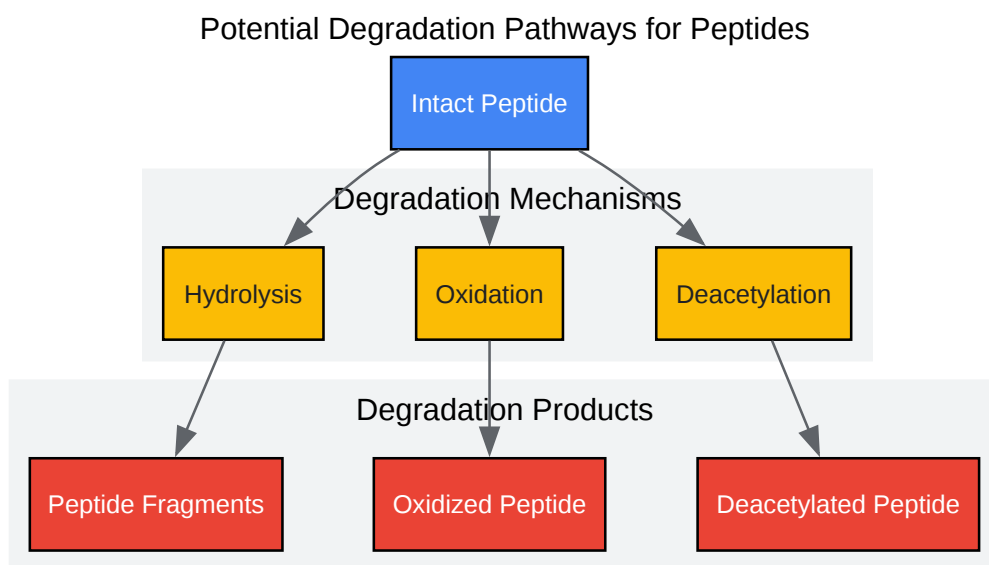 Potential Degradation Pathways for Peptides
Intact Peptide
Degradation Mechanisms
Hydrolysis
Oxidation
Deacetylation
Degradation Products
Peptide Fragments
Oxidized Peptide
Deacetylated Peptide